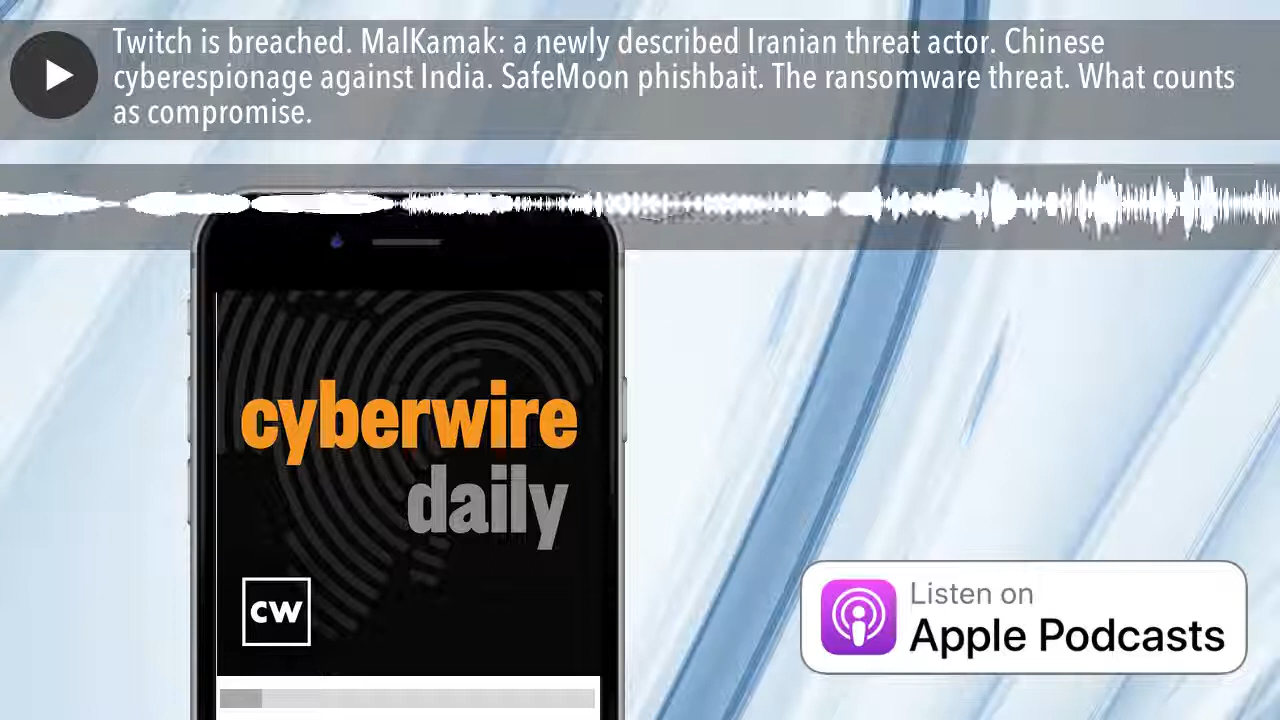 Twitch is breached. MalKamak: a newly described Iranian threat actor. Chinese
cyberespionage against India. SafeMoon phishbait. The ransomware threat. What counts
as compromise.
cyberwire
daily
CW
Listen on
Apple Podcasts